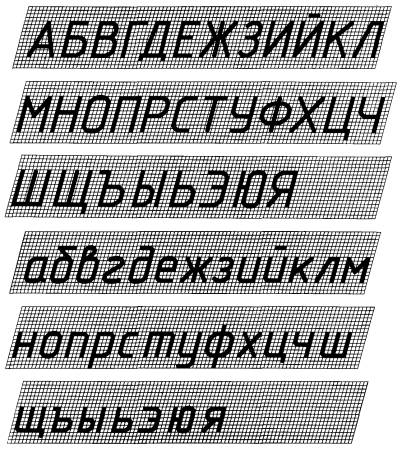 АБВГДЕЖЗИЙКЛ
МНОПРСТУФХЦЧ
ШЩЪЫЬЭЮЯ
абвгдежзийклм
нопрстуфхцчш
щъыьэюя